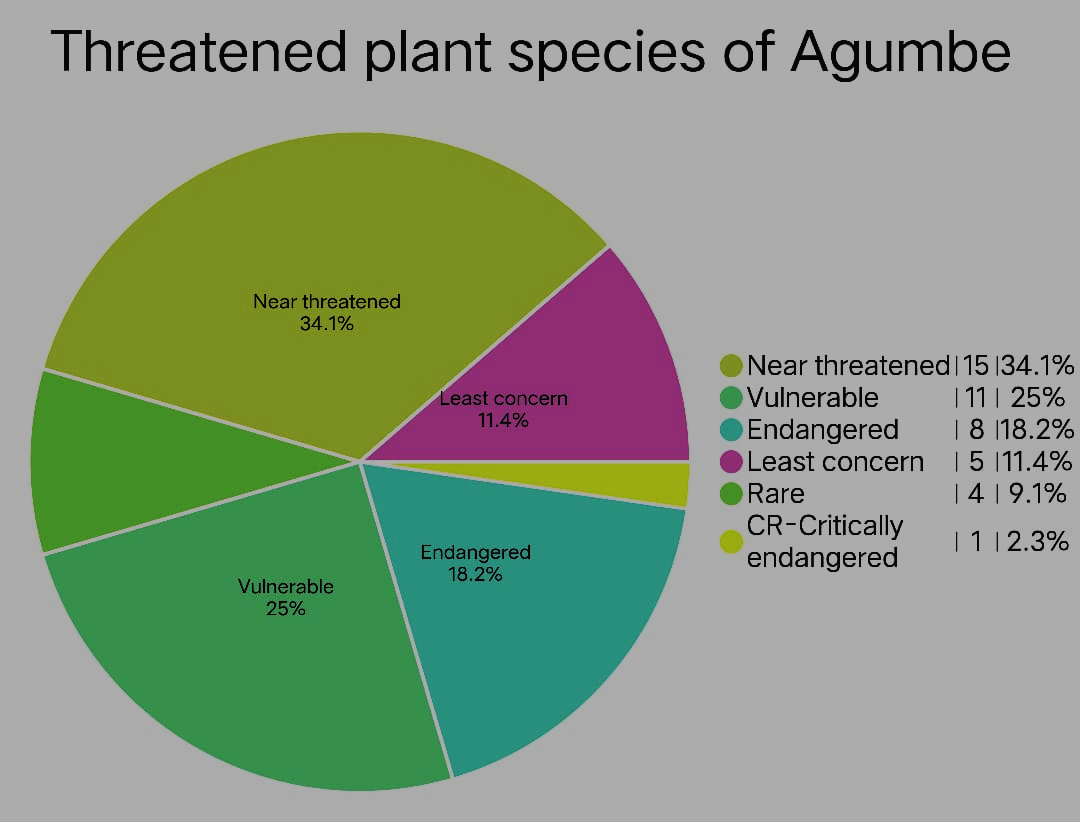 Threatened plant species of Agumbe
Near threatened
34.1%
Least concern
11.4%
Endangered
18.2%
Vulnerable
25%
Near threatened | 15 | 34.1%
Vulnerable | 11 | 25%
Endangered | 8 | 18.2%
Least concern | 5 | 11.4%
Rare | 4 | 9.1%
CR-Critically
endangered | 1 | 2.3%